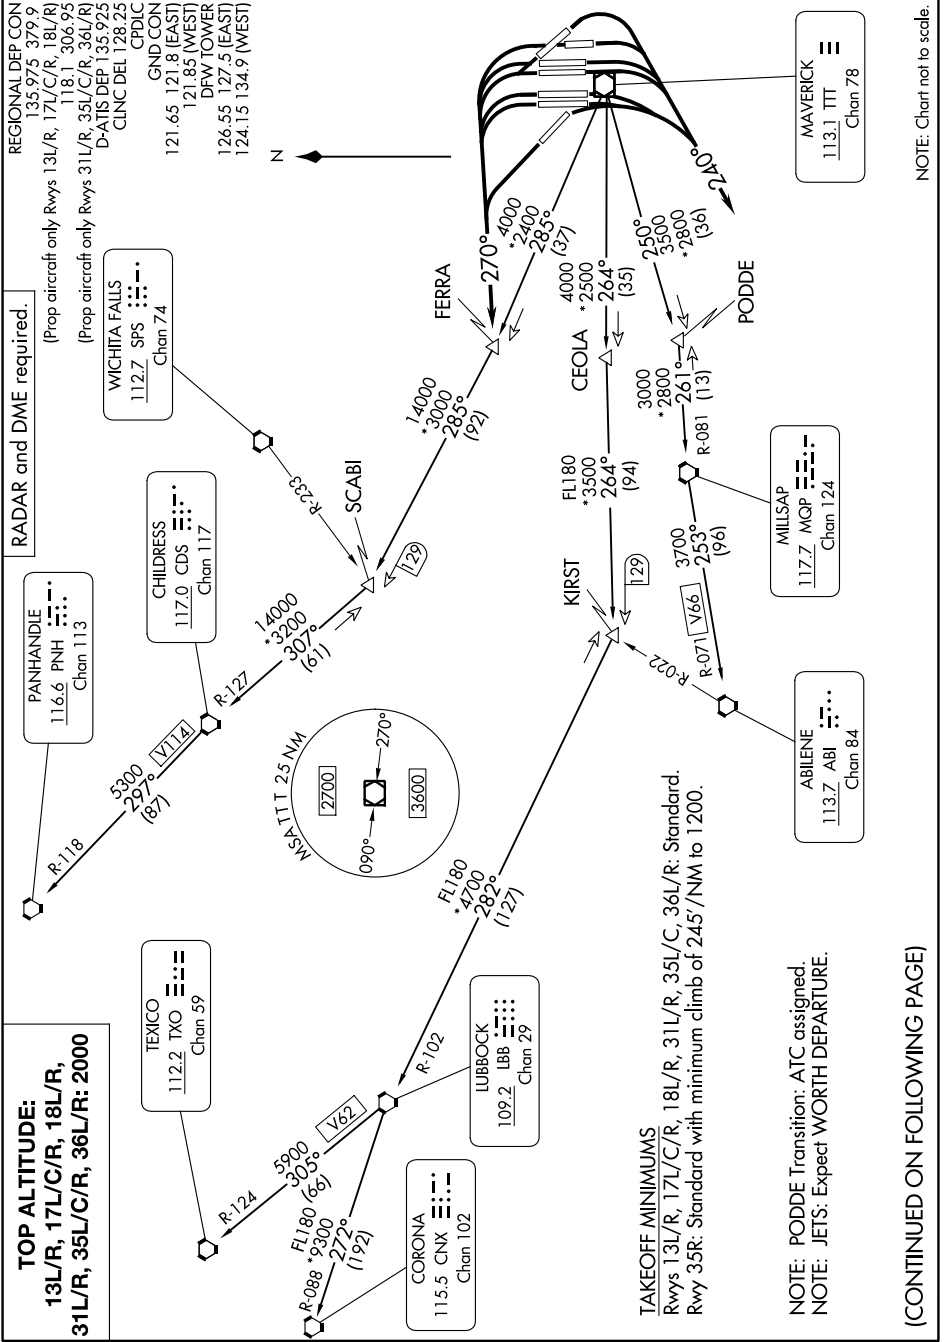 TOP ALTITUDE:
13L/R, 17L/C/R, 18L/R,
31L/R, 35L/C/R, 36L/R: 2000
RADAR and DME required.
REGIONAL DEP CON
135.975 379.9
(Prop aircraft only Rwys 13L/R, 17L/C/R, 18L/R)
118.1 306.95
(Prop aircraft only Rwys 31L/R, 35L/C/R, 36L/R)
D-ATIS DEP 135.925
CLNC DEL 128.25
CPDLC
GND CON
121.65 121.8 (EAST)
121.85 (WEST)
DFW TOWER
126.55 127.5 (EAST)
124.15 134.9 (WEST)
PANHANDLE
116.6 PNH
Chan 113
CHILDRESS
117.0 CDS
Chan 117
WICHITA FALLS
112.7 SPS
Chan 74
N
R-118
5300
297°
(87)
V114
R-127
14000
*3200
307°
(61)
R-233
SCABI
129
14000
*3000
285°
(92)
FERRA
270°
4000
*2400
285°
(37)
TEXICO
112.2 TXO
Chan 59
R-124
5900
305°
(66)
V62
MSA TTT 25 NM
2700
090°
270°
3600
FL180
*4700
282°
(127)
R-102
KIRST
129
FL180
*3500
264°
(94)
CEOLA
4000
*2500
264°
(35)
MAVERICK
113.1 TTT
Chan 78
LUBBOCK
109.2 LBB
Chan 29
R-088
FL180
*9300
272°
(192)
CORONA
115.5 CNX
Chan 102
R-022
R-071
V66
3700
253°
(96)
R-081
3000
*2800
261°
(13)
PODDE
250°
3500
*2800
(36)
240°
ABILENE
113.7 ABI
Chan 84
MILLSAP
117.7 MQP
Chan 124
TAKEOFF MINIMUMS
Rwys 13L/R, 17L/C/R, 18L/R, 31L/R, 35L/C, 36L/R: Standard.
Rwy 35R: Standard with minimum climb of 245'/NM to 1200.
NOTE: PODDE Transition: ATC assigned.
NOTE: JETS: Expect WORTH DEPARTURE.
(CONTINUED ON FOLLOWING PAGE)
NOTE: Chart not to scale.